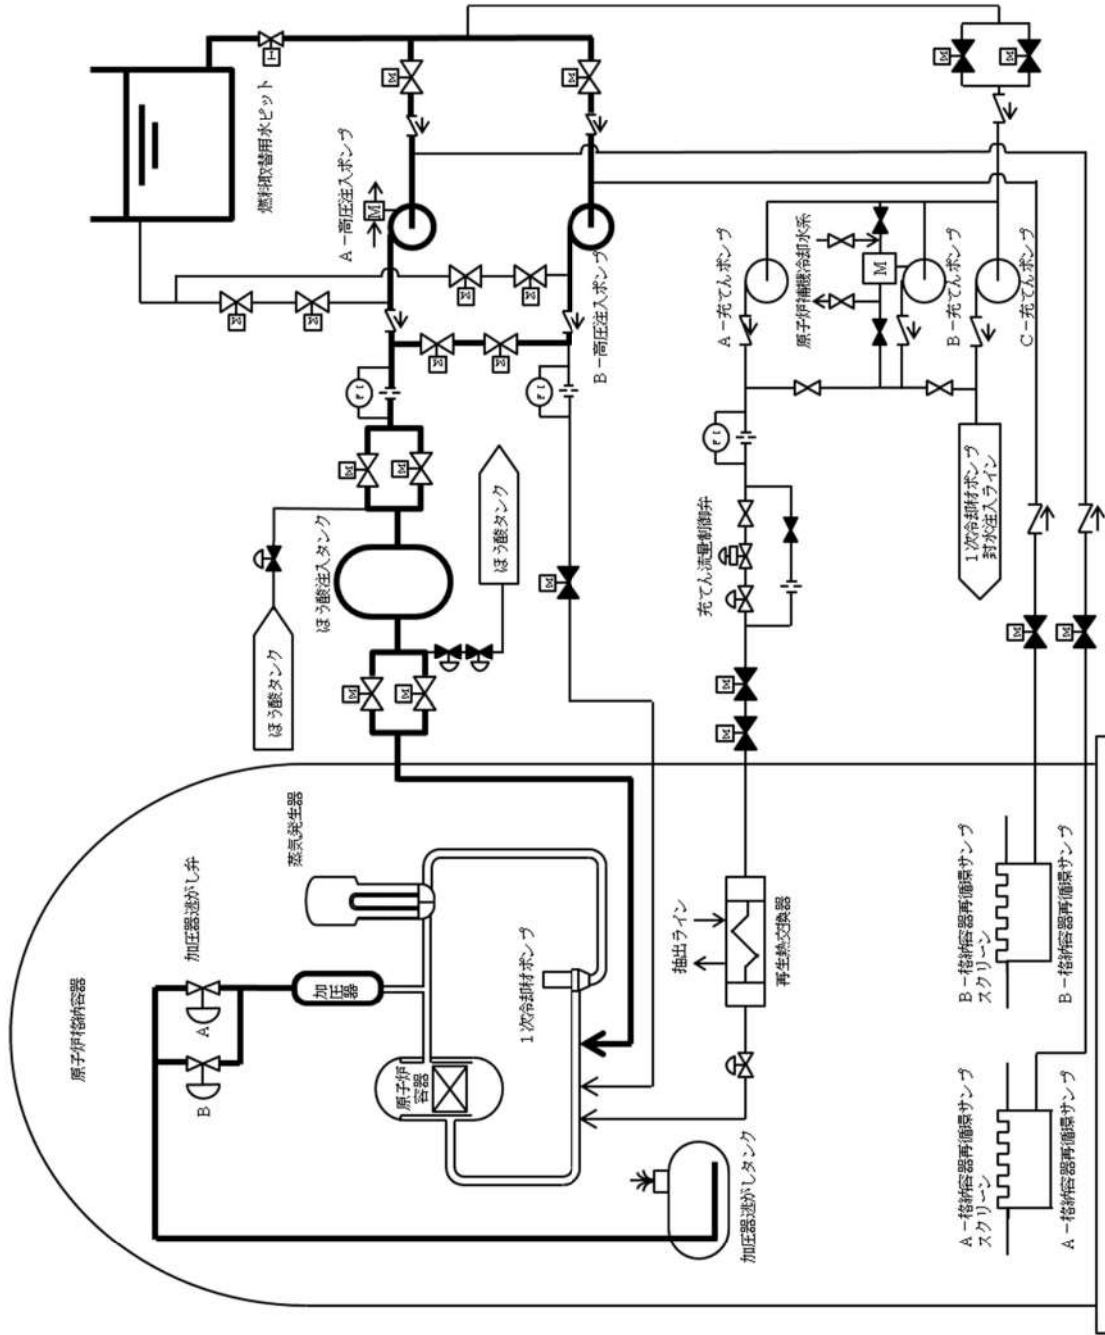 燃料取替用水ピット
A－高圧注入ポンプ
M
B－高圧注入ポンプ
FI
FI
ほう酸タンク
ほう酸注入タンク
ほう酸タンク
A－充てんポンプ
原子炉補機冷却水系
M
B－充てんポンプ
C－充てんポンプ
FI
充てん流量制御弁
1次冷却材ポンプ
封水注入ライン
原子炉格納容器
加圧器逃がし弁
A
B
蒸気発生器
加圧器
原子炉
容器
1次冷却材ポンプ
抽出ライン
再生熱交換器
加圧器逃がしタンク
B－格納容器再循環サンプ
スクリーン
B－格納容器再循環サンプ
A－格納容器再循環サンプ
スクリーン
A－格納容器再循環サンプ